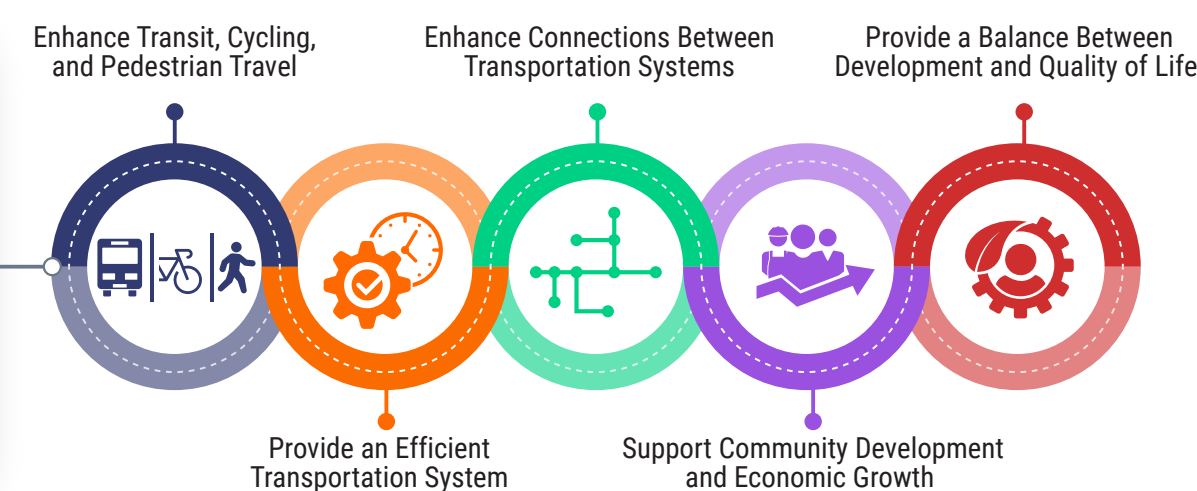 Enhance Transit, Cycling,
and Pedestrian Travel
Enhance Connections Between
Transportation Systems
Provide a Balance Between
Development and Quality of Life
Provide an Efficient
Transportation System
Support Community Development
and Economic Growth